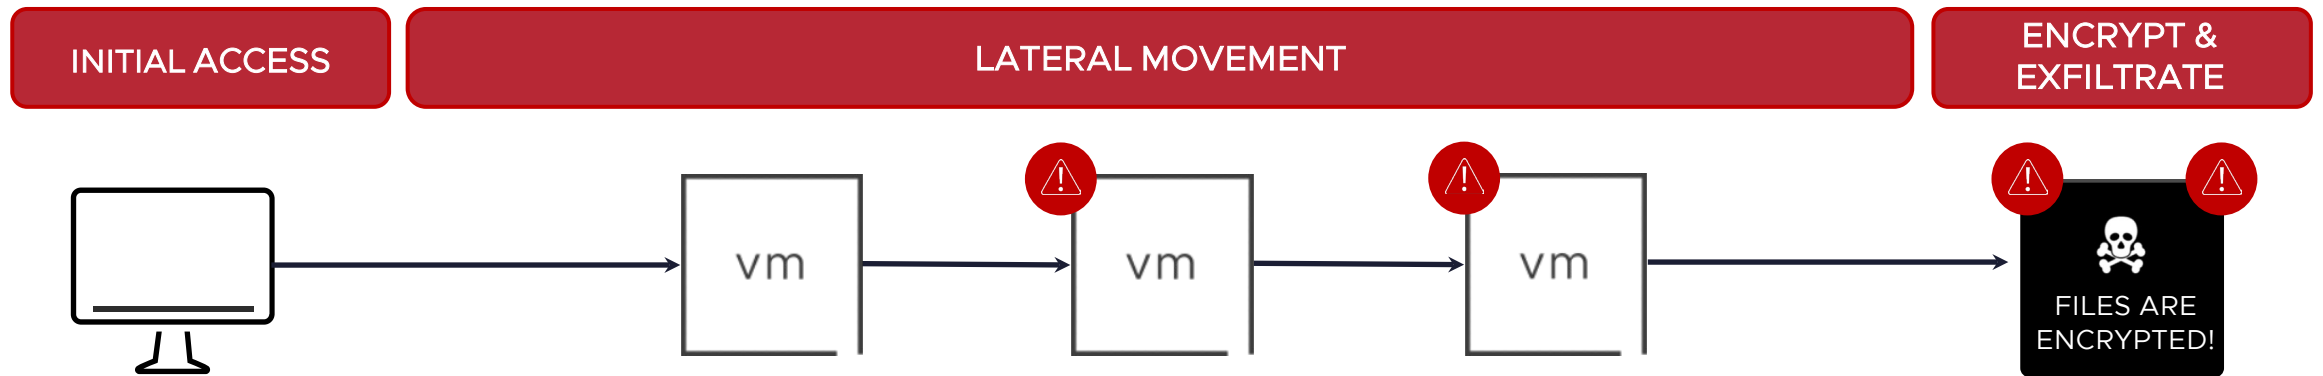 INITIAL ACCESS
LATERAL MOVEMENT
ENCRYPT &
EXFILTRATE
vm
vm
vm
FILES ARE
ENCRYPTED!